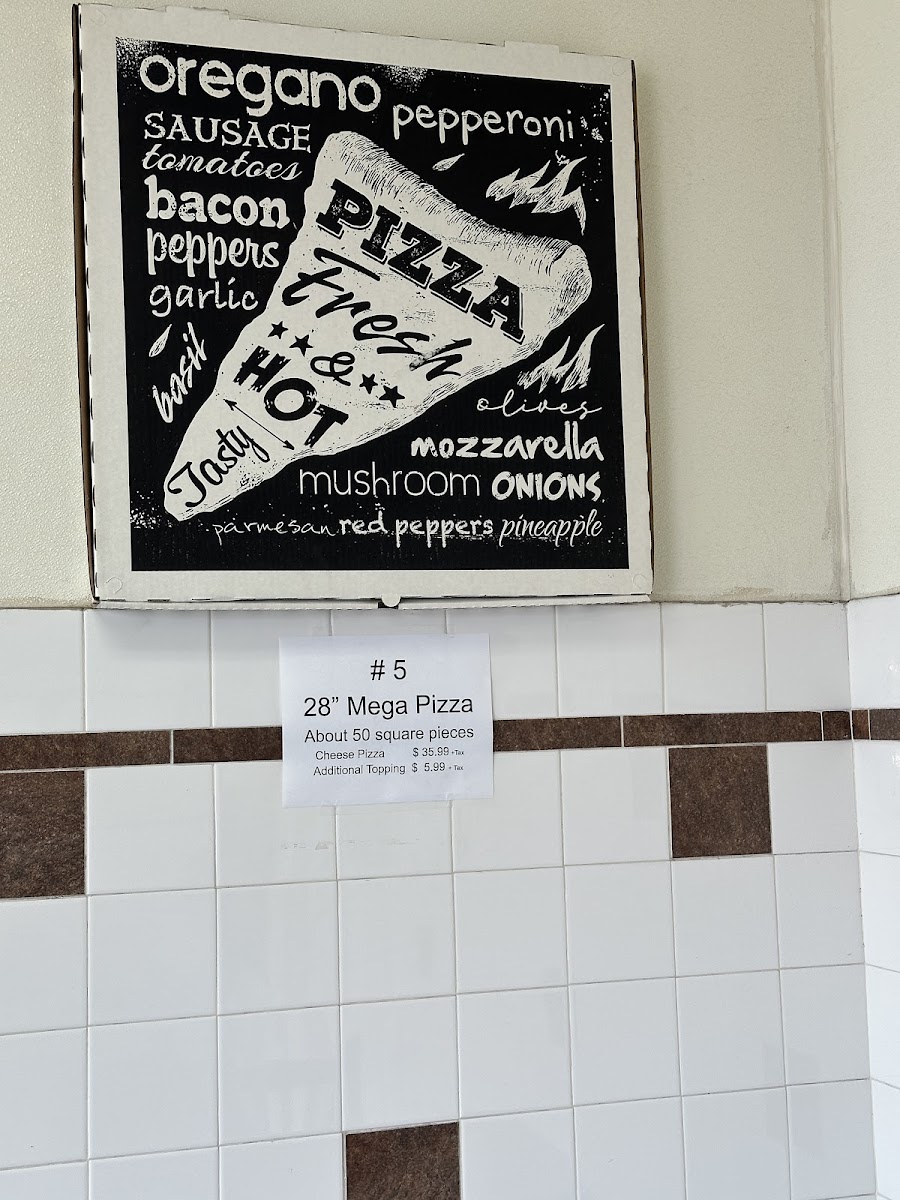 oregano
pepperoni
SAUSAGE
tomatoes
bacon
peppers
garlic
basil
PIZZA
Fresh
&
HOT
Tasty
olives
mozzarella
mushroom ONIONS
parmesan red peppers pineapple
# 5
28” Mega Pizza
About 50 square pieces
Cheese Pizza $ 35.99 +Tax
Additional Topping $ 5.99 + Tax